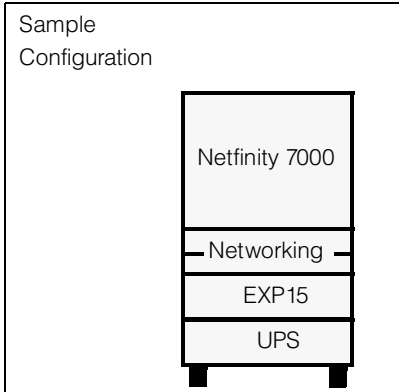 Sample
Configuration
Netfinity 7000
Networking
EXP15
UPS